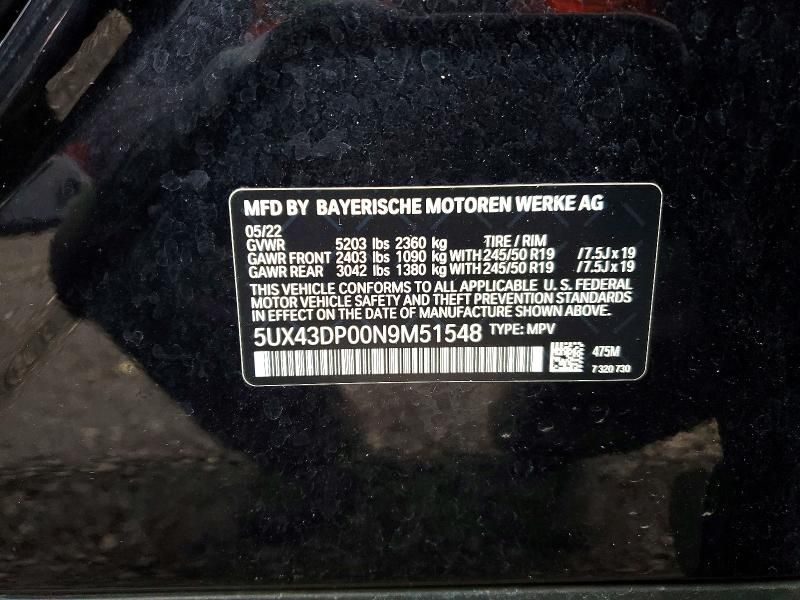 MFD BY BAYERISCHE MOTOREN WERKE AG
05/22
GVWR 5203 lbs 2360 kg TIRE / RIM
GAWR FRONT 2403 lbs 1090 kg WITH 245/50 R19 /7.5J x 19
GAWR REAR 3042 lbs 1380 kg WITH 245/50 R19 /7.5J x 19
THIS VEHICLE CONFORMS TO ALL APPLICABLE U. S. FEDERAL
MOTOR VEHICLE SAFETY AND THEFT PREVENTION STANDARDS
IN EFFECT ON THE DATE OF MANUFACTURE SHOWN ABOVE.
5UX43DP00N9M51548 TYPE: MPV
475M
7 320 730